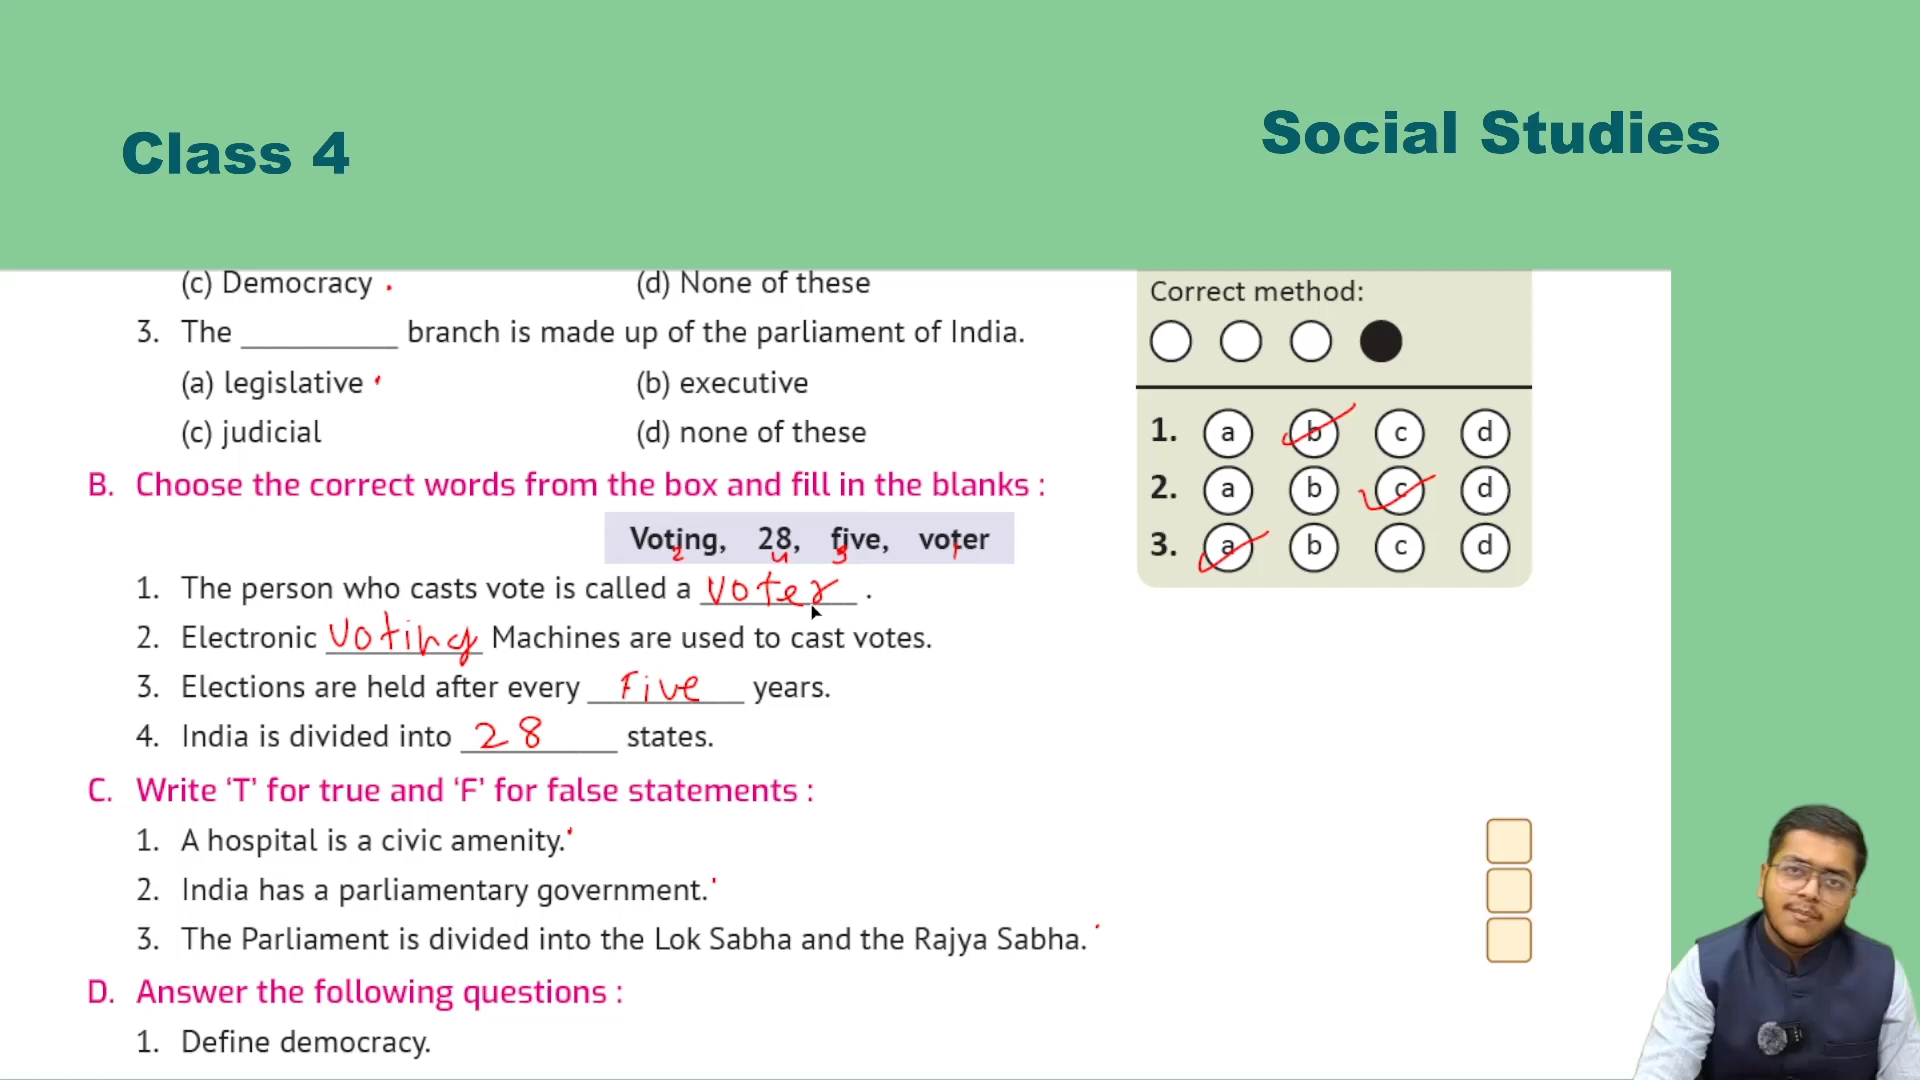 Class 4
Social Studies
(c) Democracy (d) None of these
3. The __________ branch is made up of the parliament of India.
(a) legislative (b) executive
(c) judicial (d) none of these
Correct method:
1. a b c d
2. a b c d
3. a b c d
B. Choose the correct words from the box and fill in the blanks :
Voting, 28, five, voter
2 4 3 1
1. The person who casts vote is called a voter .
2. Electronic Voting Machines are used to cast votes.
3. Elections are held after every Five years.
4. India is divided into 28 states.
C. Write ‘T’ for true and ‘F’ for false statements :
1. A hospital is a civic amenity.
2. India has a parliamentary government.
3. The Parliament is divided into the Lok Sabha and the Rajya Sabha.
D. Answer the following questions :
1. Define democracy.